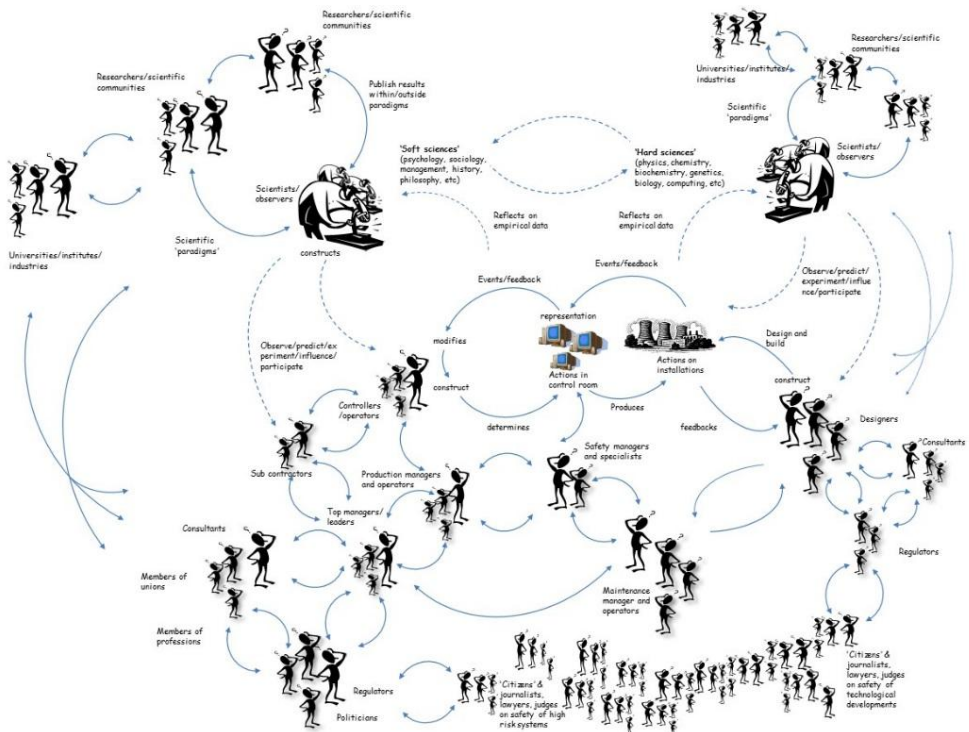 Researchers/scientific
communities
Universities/institutes/
industries
Researchers/scientific
communities
Researchers/scientific
communities
Publish results
within/outside
paradigms
Scientific
'paradigms'
'Soft sciences'
(psychology, sociology,
management, history,
philosophy, etc)
'Hard sciences'
(physics, chemistry,
biochemistry, genetics,
biology, computing, etc)
Scientists/
observers
Scientists/
observers
Universities/institutes/
industries
Scientific
'paradigms'
constructs
Reflects on
empirical data
Reflects on
empirical data
Events/feedback
Events/feedback
Observe/predict/
experiment/influe
nce/participate
representation
modifies
Design and
build
Observe/predict/ex
periment/influence/
participate
Actions in
control room
Actions on
installations
construct
construct
Controllers
/operators
Produces
determines
feedbacks
Designers
Sub contractors
Production managers
and operators
Safety managers
and specialists
Consultants
Top managers/
leaders
Consultants
Regulators
Members of
unions
Maintenance
manager and
operators
Members of
professions
Regulators
Politicians
'Citizens' &
journalists,
lawyers, judges
on safety of high
risk systems
'Citizens' &
journalists,
lawyers, judges
on safety of
technological
developments